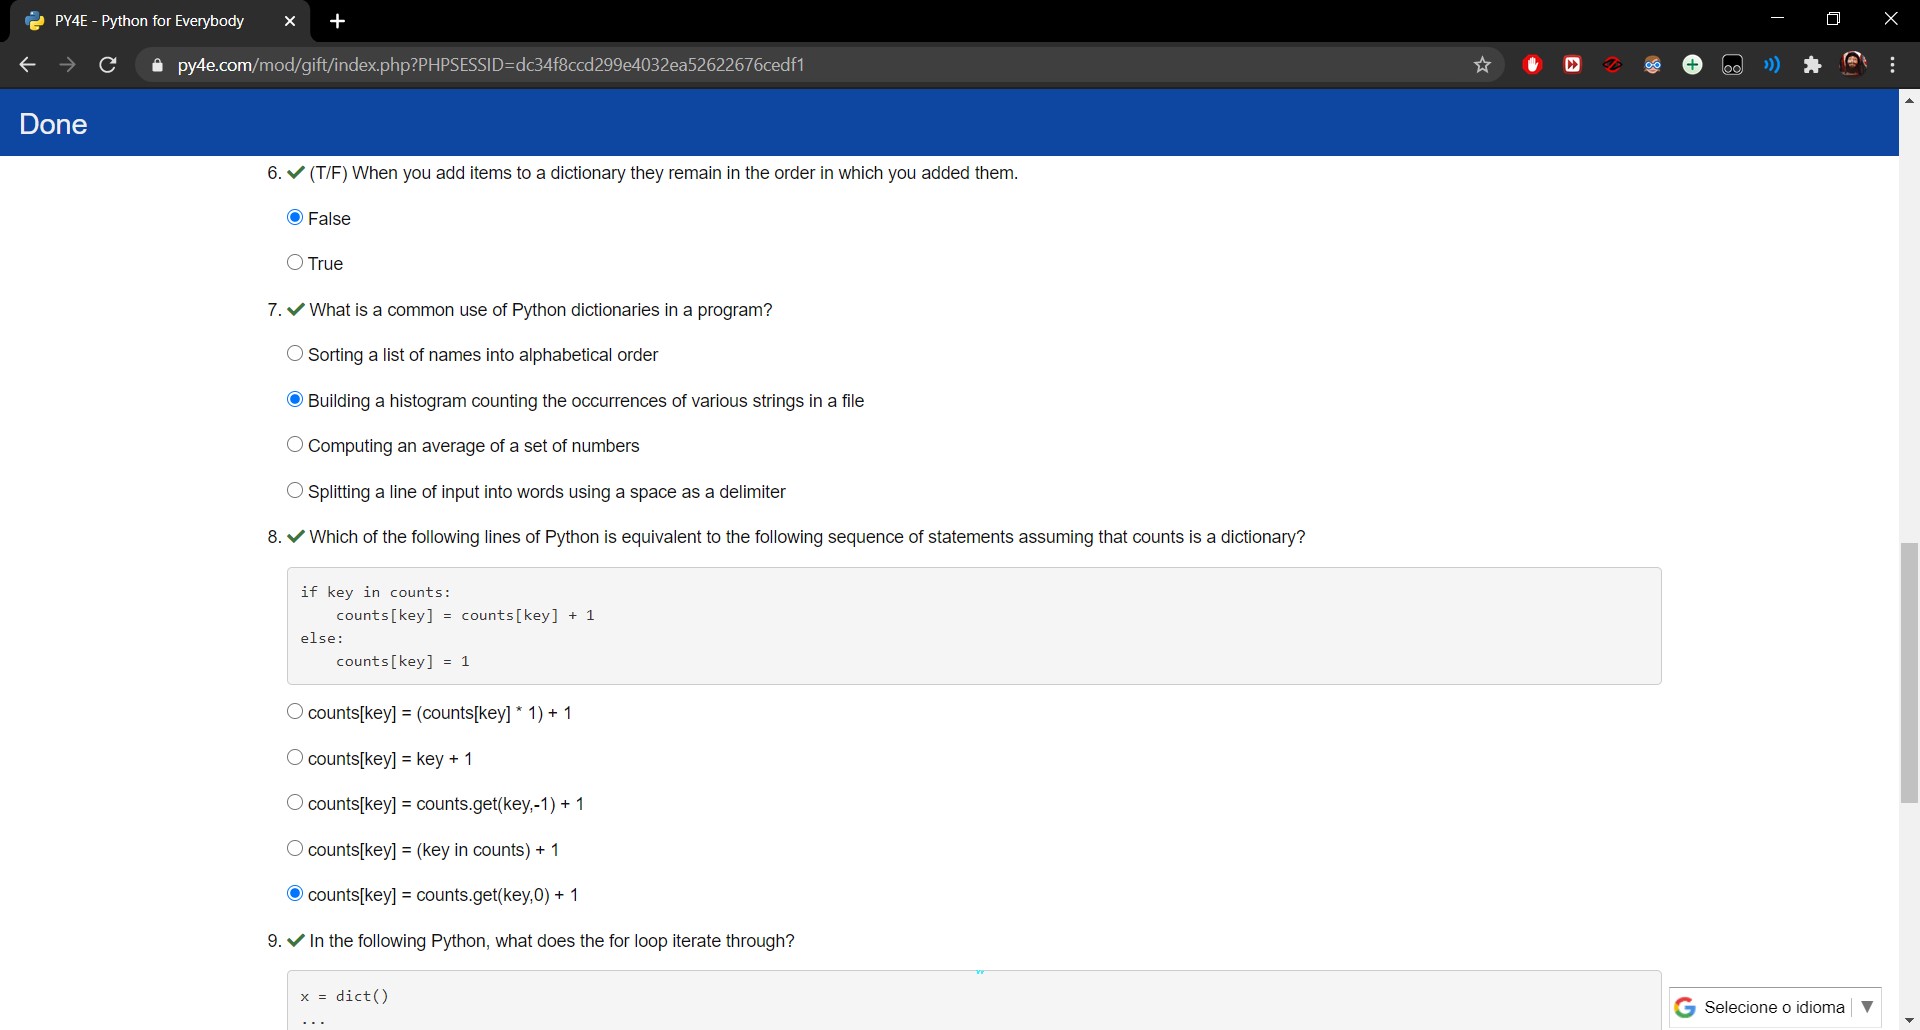 PY4E - Python for Everybody
py4e.com/mod/gift/index.php?PHPSESSID=dc34f8ccd299e4032ea52622676cedf1
Done
6. (T/F) When you add items to a dictionary they remain in the order in which you added them.
False
True
7. What is a common use of Python dictionaries in a program?
Sorting a list of names into alphabetical order
Building a histogram counting the occurrences of various strings in a file
Computing an average of a set of numbers
Splitting a line of input into words using a space as a delimiter
8. Which of the following lines of Python is equivalent to the following sequence of statements assuming that counts is a dictionary?
if key in counts:
    counts[key] = counts[key] + 1
else:
    counts[key] = 1
counts[key] = (counts[key] * 1) + 1
counts[key] = key + 1
counts[key] = counts.get(key,-1) + 1
counts[key] = (key in counts) + 1
counts[key] = counts.get(key,0) + 1
9. In the following Python, what does the for loop iterate through?
x = dict()
...
Selecione o idioma